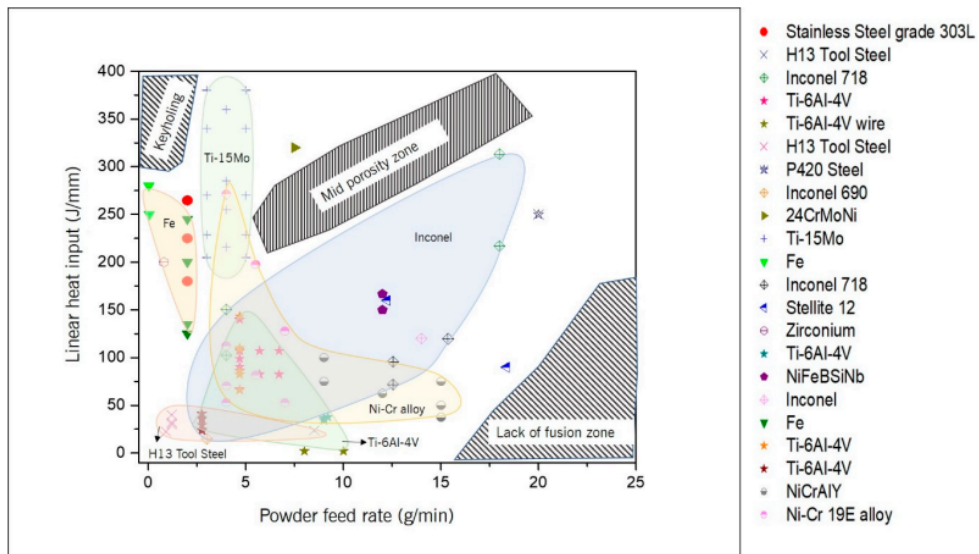 Stainless Steel grade 303L
H13 Tool Steel
Inconel 718
Ti-6Al-4V
Ti-6Al-4V wire
H13 Tool Steel
P420 Steel
Inconel 690
24CrMoNi
Ti-15Mo
Fe
Inconel 718
Stellite 12
Zirconium
Ti-6Al-4V
NiFeBSiNb
Inconel
Fe
Ti-6Al-4V
Ti-6Al-4V
NiCrAlY
Ni-Cr 19E alloy
Linear heat input (J/mm)
400
350
300
250
200
150
100
50
0
Keyholing
Ti-15Mo
Mid porosity zone
Fe
Inconel
Ni-Cr alloy
Lack of fusion zone
H13 Tool Steel
Ti-6Al-4V
0 5 10 15 20 25
Powder feed rate (g/min)